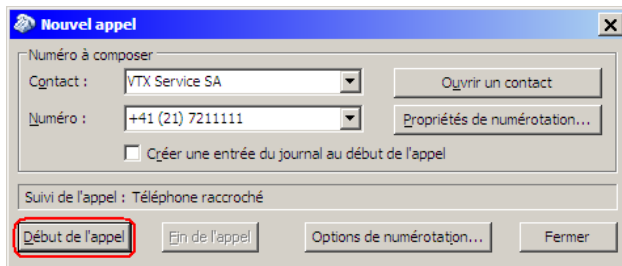 Nouvel appel
Numéro à composer
Contact : VTX Service SA Ouvrir un contact
Numéro : +41 (21) 7211111 Propriétés de numérotation...
Créer une entrée du journal au début de l'appel
Suivi de l'appel : Téléphone raccroché
Début de l'appel Fin de l'appel Options de numérotation... Fermer